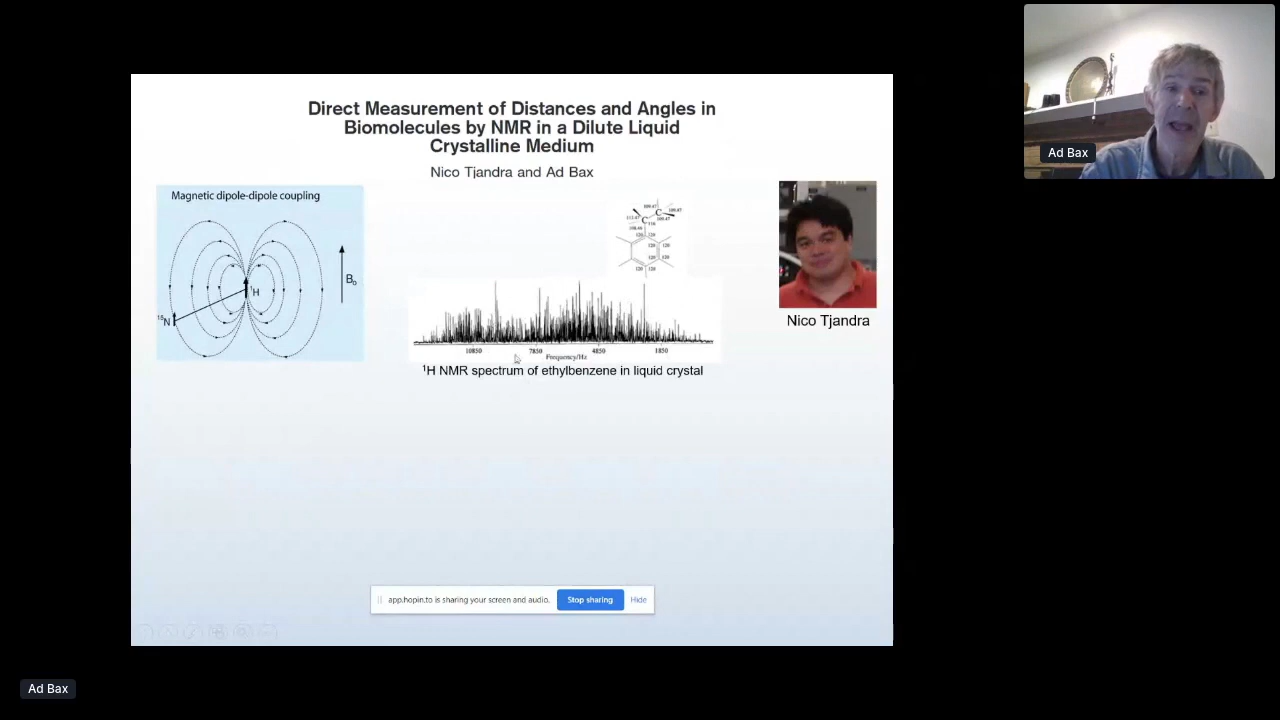 Direct Measurement of Distances and Angles in
Biomolecules by NMR in a Dilute Liquid
Crystalline Medium
Nico Tjandra and Ad Bax
Ad Bax
Magnetic dipole-dipole coupling
B₀
¹H
¹⁵N
10850 7850 4850 1850
Frequency/Hz
¹H NMR spectrum of ethylbenzene in liquid crystal
Nico Tjandra
app.hopin.to is sharing your screen and audio. Stop sharing Hide
Ad Bax